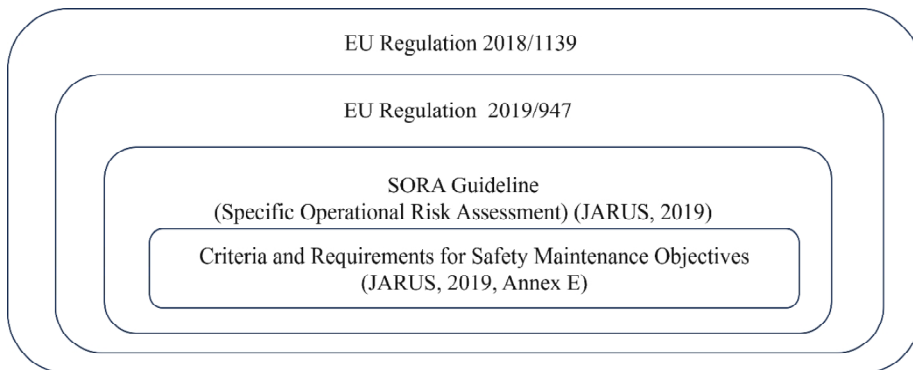 EU Regulation 2018/1139
EU Regulation 2019/947
SORA Guideline
(Specific Operational Risk Assessment) (JARUS, 2019)
Criteria and Requirements for Safety Maintenance Objectives
(JARUS, 2019, Annex E)